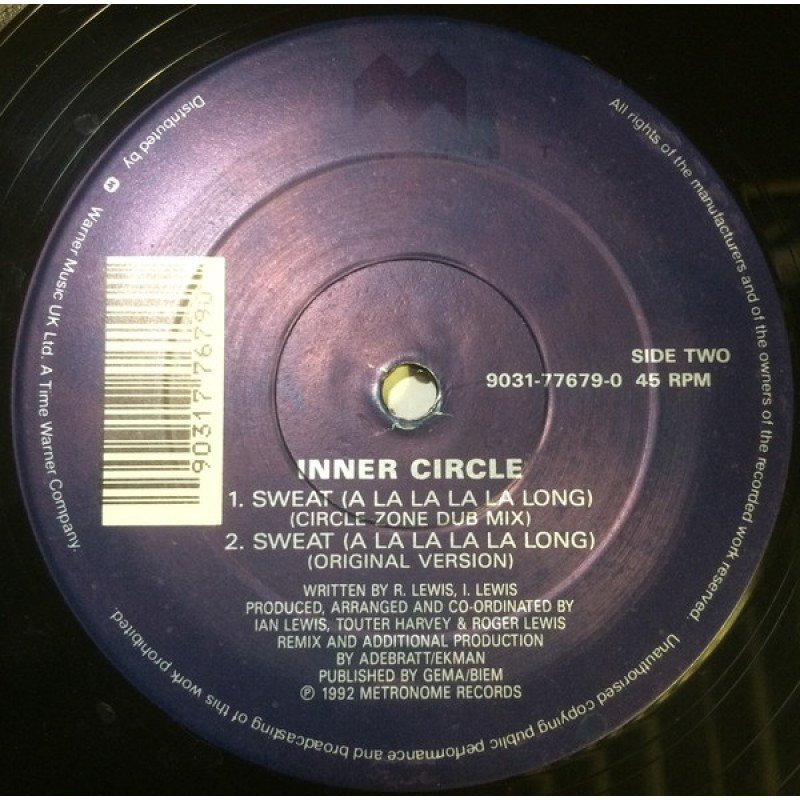 SIDE TWO
9031-77679-0 45 RPM
INNER CIRCLE
1. SWEAT (A LA LA LA LA LONG)
(CIRCLE ZONE DUB MIX)
2. SWEAT (A LA LA LA LA LONG)
(ORIGINAL VERSION)
WRITTEN BY R. LEWIS, I. LEWIS
PRODUCED, ARRANGED AND CO-ORDINATED BY
IAN LEWIS, TOUTER HARVEY & ROGER LEWIS
REMIX AND ADDITIONAL PRODUCTION
BY ADEBRATT/EKMAN
PUBLISHED BY GEMA/BIEM
℗ 1992 METRONOME RECORDS
All rights of the manufacturers and of the owners of the recorded work reserved. Unauthorised copying public performance and broadcasting of this work prohibited.
Distributed by Warner Music UK Ltd. A Time Warner Company.
90317 76790